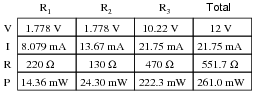 R1 R2 R3 Total
V 1.778 V 1.778 V 10.22 V 12 V
I 8.079 mA 13.67 mA 21.75 mA 21.75 mA
R 220 Ω 130 Ω 470 Ω 551.7 Ω
P 14.36 mW 24.30 mW 222.3 mW 261.0 mW